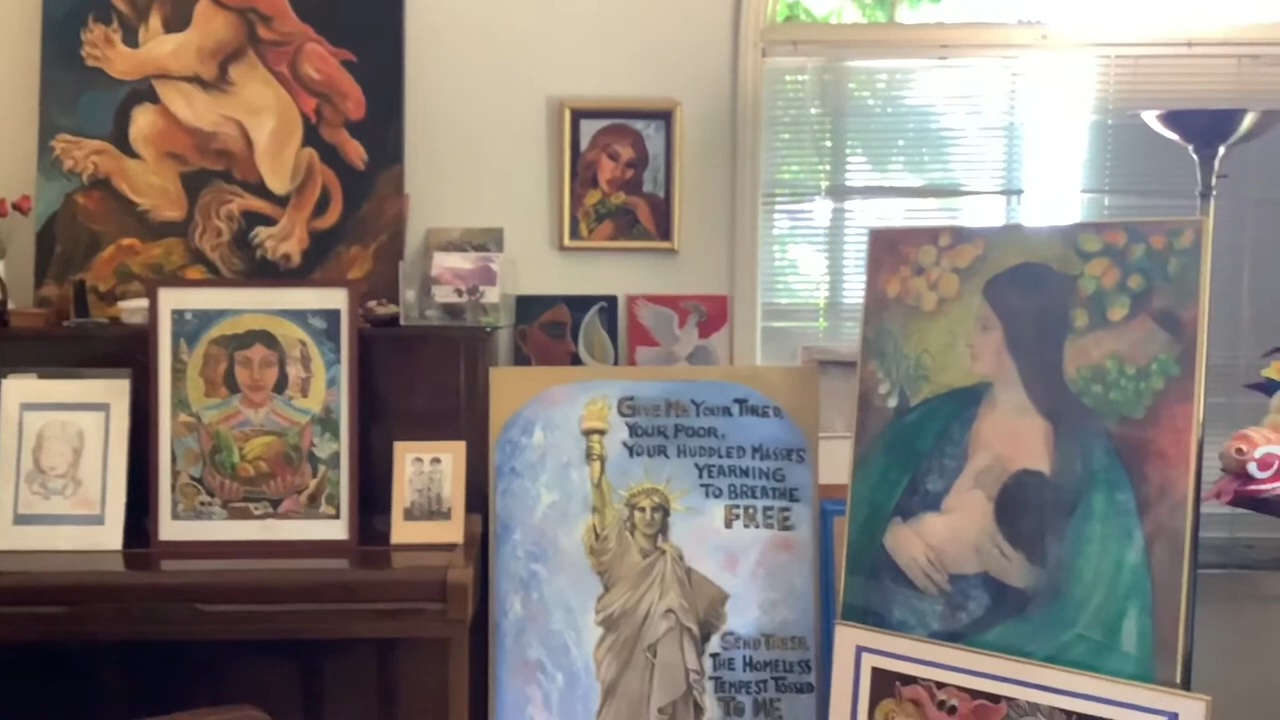 GIVE ME YOUR TIRED,
YOUR POOR,
YOUR HUDDLED MASSES
YEARNING
TO BREATHE
FREE
SEND THESE,
THE HOMELESS
TEMPEST TOSSED
TO ME